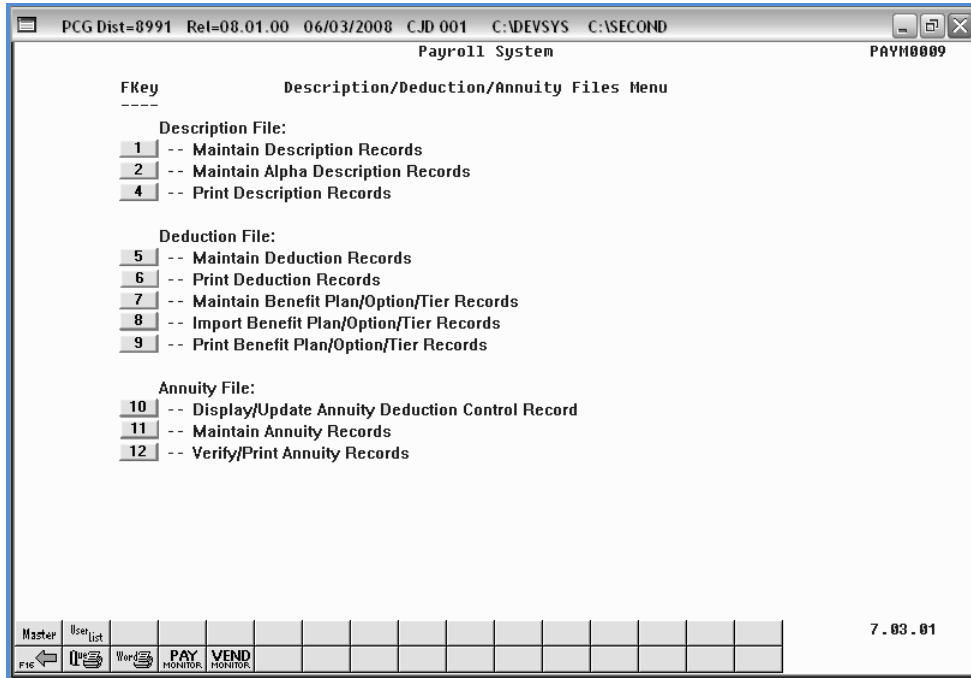 PCG Dist=8991 Rel=08.01.00 06/03/2008 CJD 001 C:\DEVSYS C:\SECOND
Payroll System PAYM0009
FKey Description/Deduction/Annuity Files Menu
----
Description File:
1 -- Maintain Description Records
2 -- Maintain Alpha Description Records
4 -- Print Description Records
Deduction File:
5 -- Maintain Deduction Records
6 -- Print Deduction Records
7 -- Maintain Benefit Plan/Option/Tier Records
8 -- Import Benefit Plan/Option/Tier Records
9 -- Print Benefit Plan/Option/Tier Records
Annuity File:
10 -- Display/Update Annuity Deduction Control Record
11 -- Maintain Annuity Records
12 -- Verify/Print Annuity Records
Master User list 7.03.01
F16 Que Word PAY MONITOR VEND MONITOR